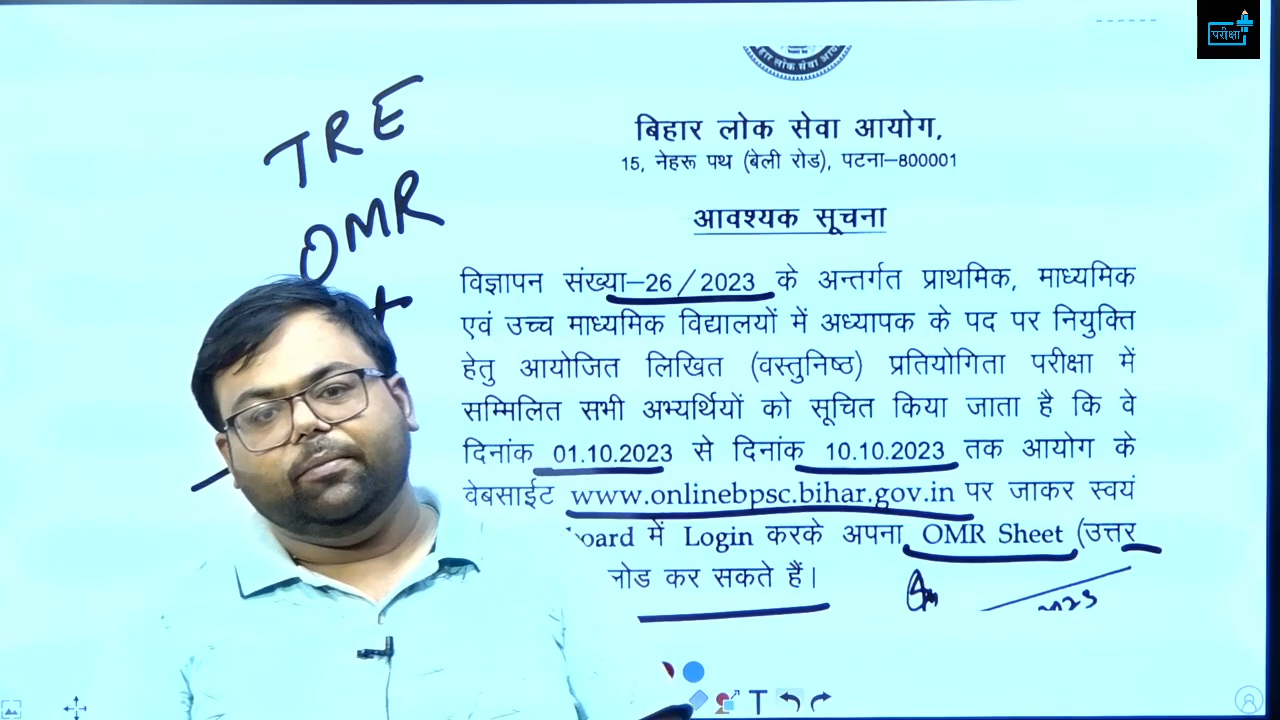 परीक्षा
TRE
OMR
लोक सेवा
बिहार लोक सेवा आयोग,
15, नेहरू पथ (बेली रोड), पटना–800001
आवश्यक सूचना
विज्ञापन संख्या–26/2023 के अन्तर्गत प्राथमिक, माध्यमिक
एवं उच्च माध्यमिक विद्यालयों में अध्यापक के पद पर नियुक्ति
हेतु आयोजित लिखित (वस्तुनिष्ठ) प्रतियोगिता परीक्षा में
सम्मिलित सभी अभ्यर्थियों को सूचित किया जाता है कि वे
दिनांक 01.10.2023 से दिनांक 10.10.2023 तक आयोग के
वेबसाईट www.onlinebpsc.bihar.gov.in पर जाकर स्वयं
board में Login करके अपना OMR Sheet (उत्तर
नोड कर सकते हैं।
T